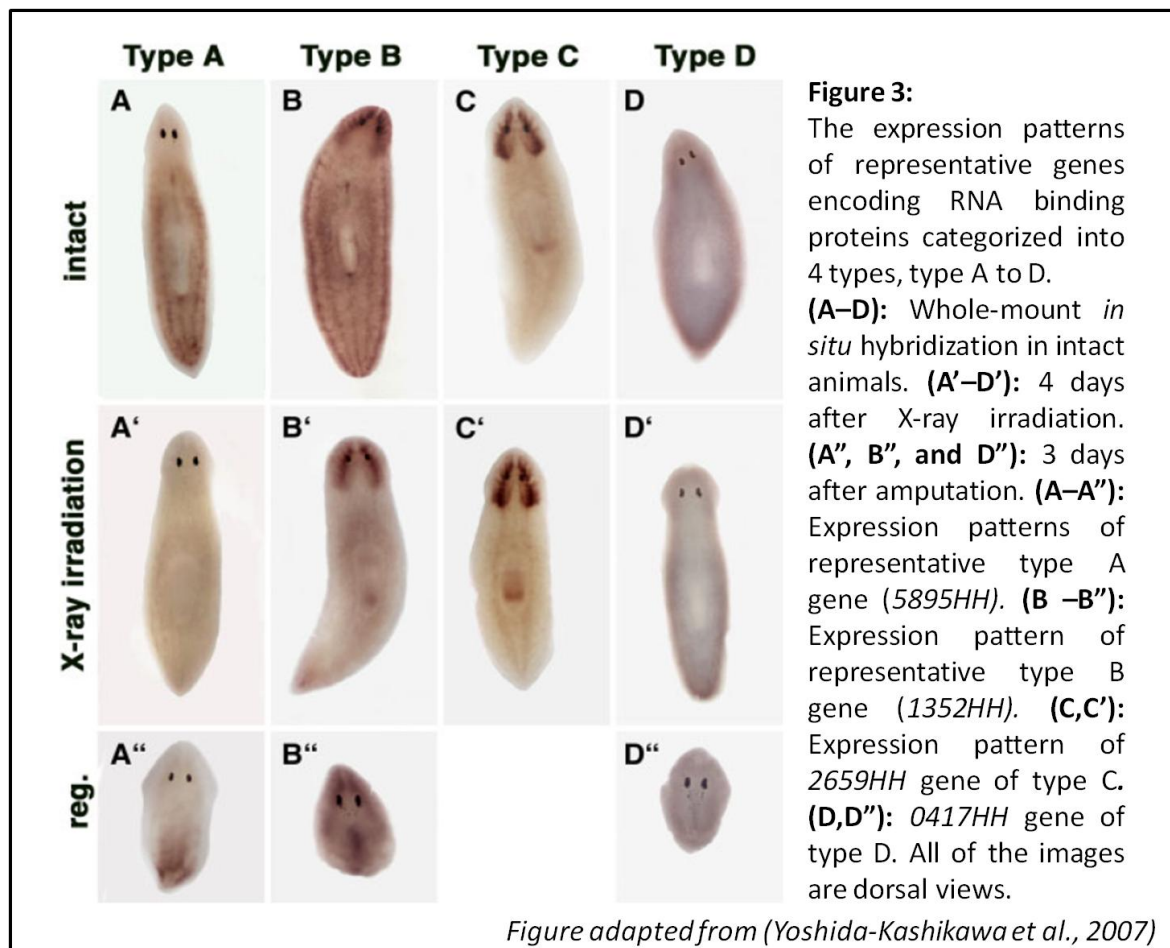 Type A Type B Type C Type D
intact
A
B
C
D
X-ray irradiation
A‘
B‘
C‘
D‘
reg.
A“
B“
D“
Figure 3:
The expression patterns
of representative genes
encoding RNA binding
proteins categorized into
4 types, type A to D.
(A–D): Whole-mount in
situ hybridization in intact
animals. (A’–D’): 4 days
after X-ray irradiation.
(A”, B”, and D”): 3 days
after amputation. (A–A”):
Expression patterns of
representative type A
gene (5895HH). (B –B”):
Expression pattern of
representative type B
gene (1352HH). (C,C’):
Expression pattern of
2659HH gene of type C.
(D,D”): 0417HH gene of
type D. All of the images
are dorsal views.
Figure adapted from (Yoshida-Kashikawa et al., 2007)